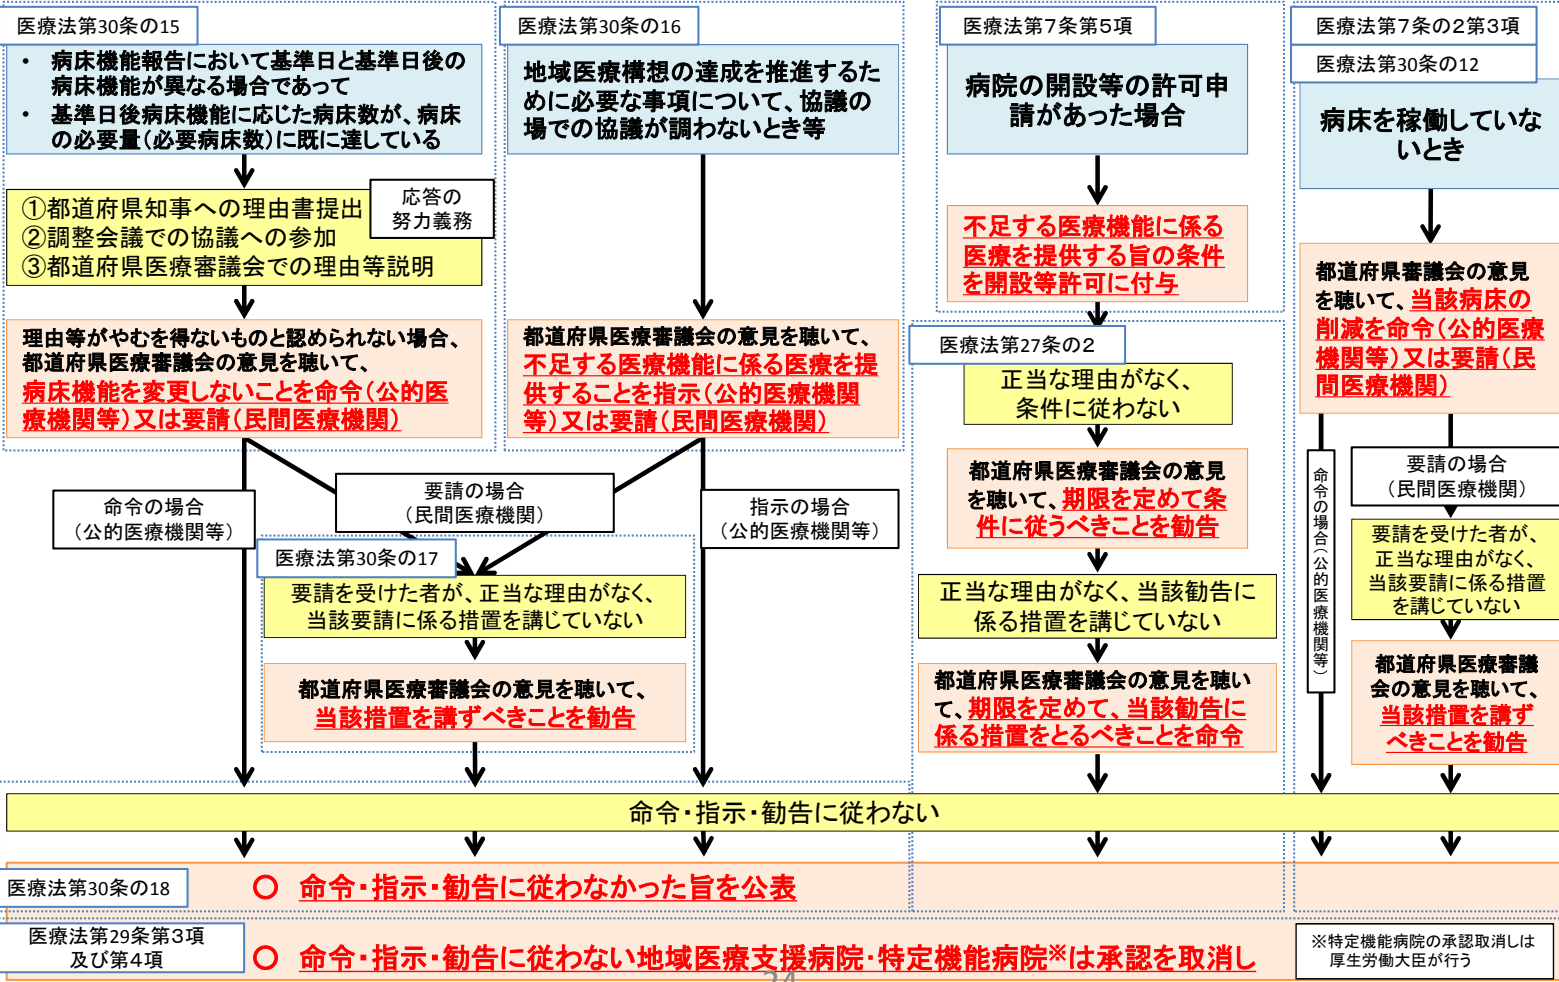 医療法第30条の15
・ 病床機能報告において基準日と基準日後の
病床機能が異なる場合であって
・ 基準日後病床機能に応じた病床数が、病床
の必要量(必要病床数)に既に達している
①都道府県知事への理由書提出
②調整会議での協議への参加
③都道府県医療審議会での理由等説明
応答の
努力義務
理由等がやむを得ないものと認められない場合、
都道府県医療審議会の意見を聴いて、
病床機能を変更しないことを命令(公的医
療機関等)又は要請(民間医療機関)
医療法第30条の16
地域医療構想の達成を推進するた
めに必要な事項について、協議の
場での協議が調わないとき等
都道府県医療審議会の意見を聴いて、
不足する医療機能に係る医療を提
供することを指示(公的医療機関
等)又は要請(民間医療機関)
命令の場合
(公的医療機関等)
要請の場合
(民間医療機関)
指示の場合
(公的医療機関等)
医療法第30条の17
要請を受けた者が、正当な理由がなく、
当該要請に係る措置を講じていない
都道府県医療審議会の意見を聴いて、
当該措置を講ずべきことを勧告
医療法第7条第5項
病院の開設等の許可申
請があった場合
不足する医療機能に係る
医療を提供する旨の条件
を開設等許可に付与
医療法第27条の2
正当な理由がなく、
条件に従わない
都道府県医療審議会の意見
を聴いて、期限を定めて条
件に従うべきことを勧告
正当な理由がなく、当該勧告に
係る措置を講じていない
都道府県医療審議会の意見を聴い
て、期限を定めて、当該勧告に
係る措置をとるべきことを命令
医療法第7条の2第3項
医療法第30条の12
病床を稼働していな
いとき
都道府県審議会の意見
を聴いて、当該病床の
削減を命令(公的医療
機関等)又は要請(民
間医療機関)
命令の場合(公的医療機関等)
要請の場合
(民間医療機関)
要請を受けた者が、
正当な理由がなく、
当該要請に係る措置
を講じていない
都道府県医療審議
会の意見を聴いて、
当該措置を講ず
べきことを勧告
命令・指示・勧告に従わない
医療法第30条の18
○ 命令・指示・勧告に従わなかった旨を公表
医療法第29条第3項
及び第4項
○ 命令・指示・勧告に従わない地域医療支援病院・特定機能病院※は承認を取消し
※特定機能病院の承認取消しは
厚生労働大臣が行う